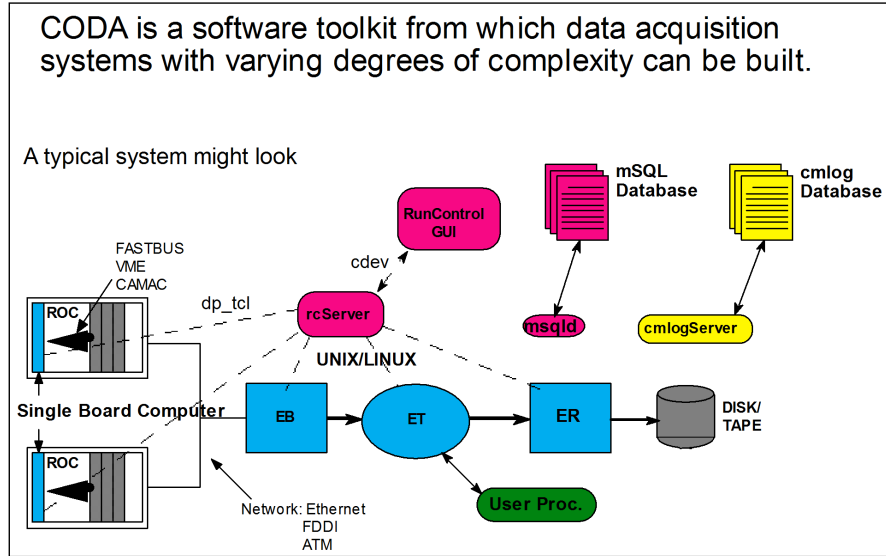 CODA is a software toolkit from which data acquisition
systems with varying degrees of complexity can be built.
A typical system might look
mSQL
Database
cmlog
Database
RunControl
GUI
FASTBUS
VME
CAMAC
cdev
dp_tcl
ROC
rcServer
msqld
cmlogServer
UNIX/LINUX
Single Board Computer
EB
ET
ER
DISK/
TAPE
ROC
User Proc.
Network: Ethernet
FDDI
ATM